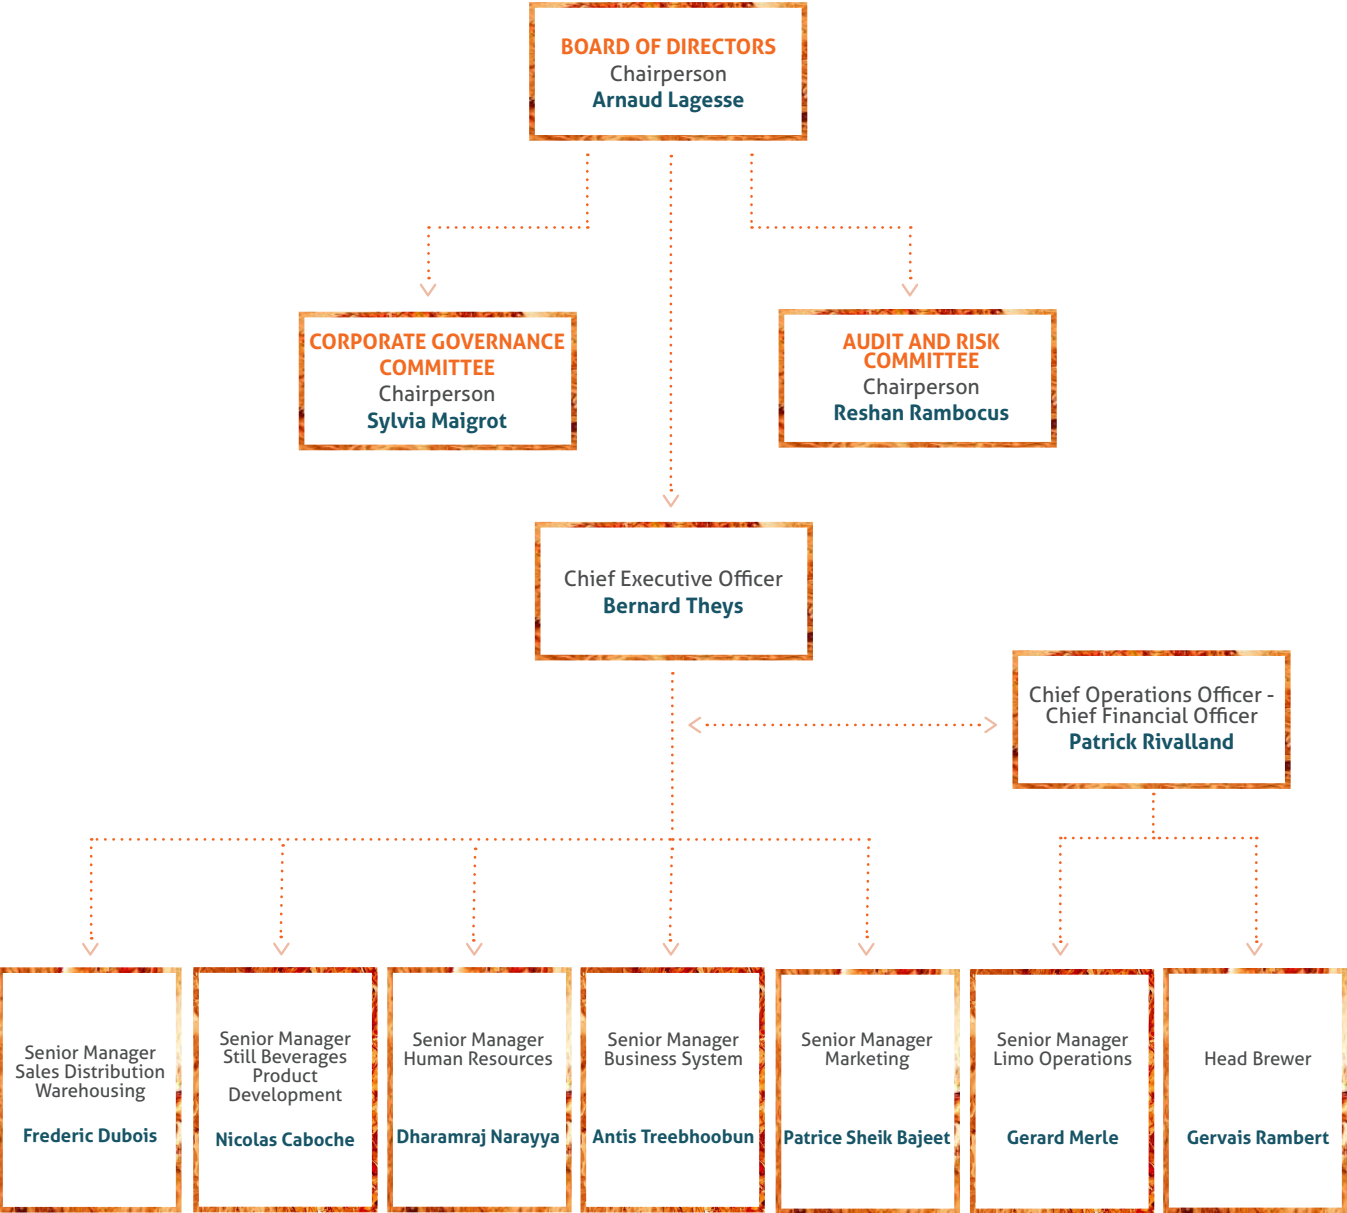 BOARD OF DIRECTORS
Chairperson
Arnaud Lagesse
CORPORATE GOVERNANCE
COMMITTEE
Chairperson
Sylvia Maigrot
AUDIT AND RISK
COMMITTEE
Chairperson
Reshan Rambocus
Chief Executive Officer
Bernard Theys
Chief Operations Officer -
Chief Financial Officer
Patrick Rivalland
Senior Manager
Sales Distribution
Warehousing
Frederic Dubois
Senior Manager
Still Beverages
Product
Development
Nicolas Caboche
Senior Manager
Human Resources
Dharamraj Narayya
Senior Manager
Business System
Antis Treebhoobun
Senior Manager
Marketing
Patrice Sheik Bajeet
Senior Manager
Limo Operations
Gerard Merle
Head Brewer
Gervais Rambert